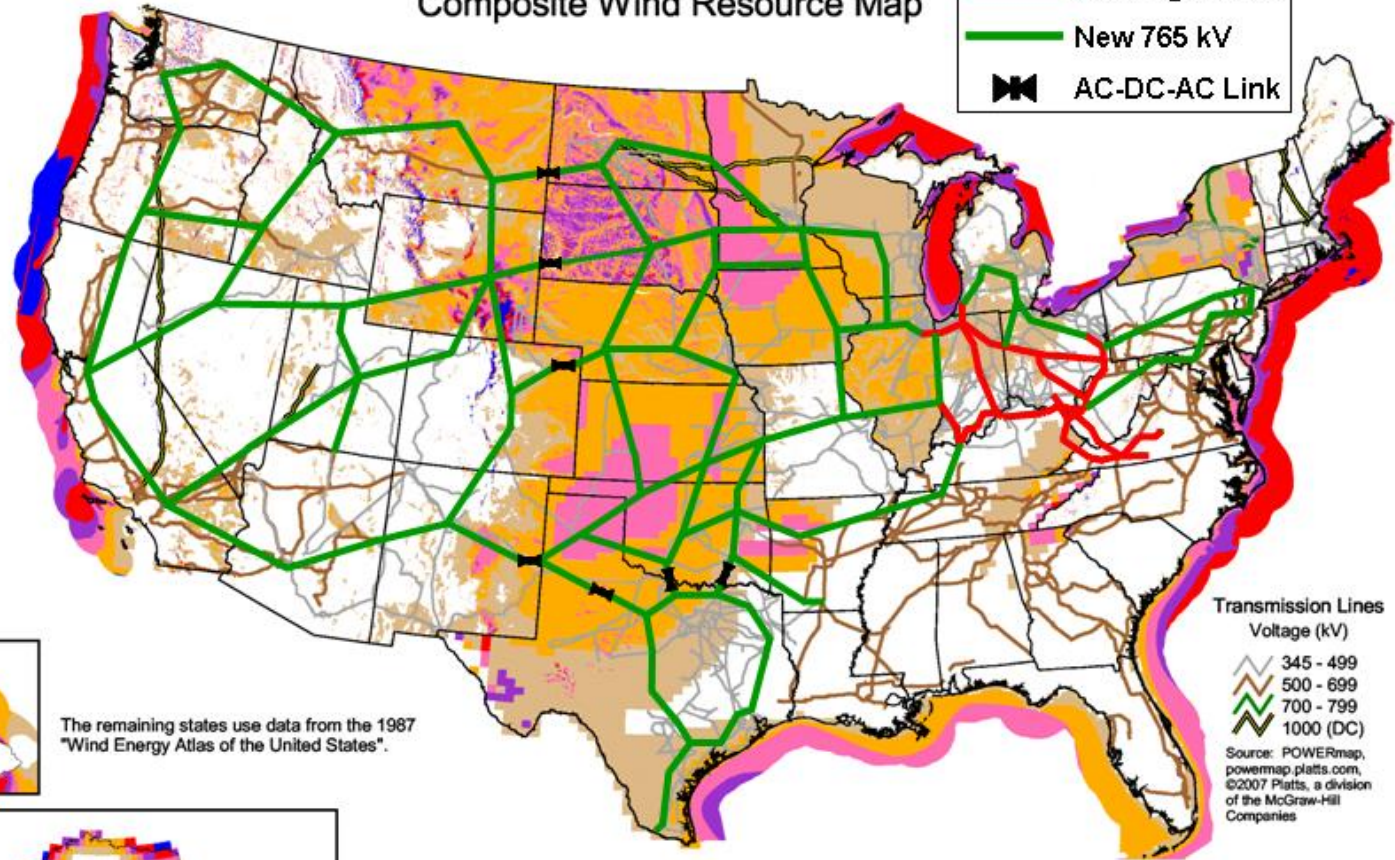 Composite Wind Resource Map
New 765 kV
AC-DC-AC Link
The remaining states use data from the 1987
"Wind Energy Atlas of the United States".
Transmission Lines
Voltage (kV)
345 - 499
500 - 699
700 - 799
1000 (DC)
Source: POWERmap,
powermap.platts.com,
©2007 Platts, a division
of the McGraw-Hill
Companies